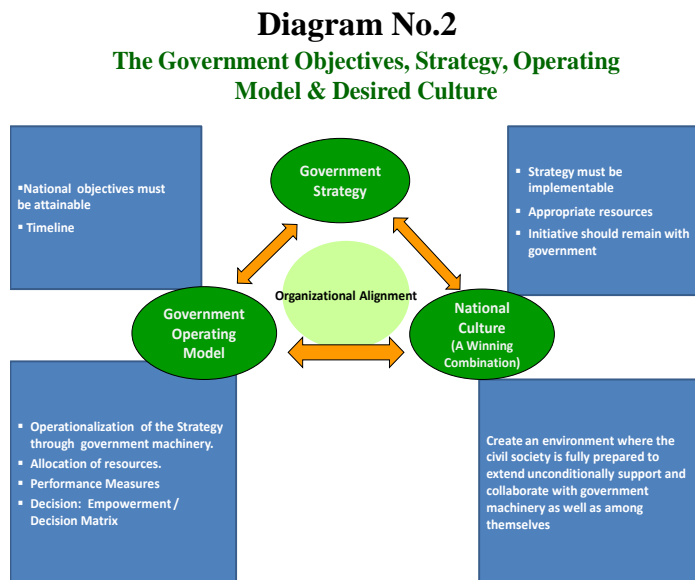 Diagram No.2
The Government Objectives, Strategy, Operating
Model & Desired Culture
▪National objectives must
be attainable
▪ Timeline
Government
Strategy
▪ Strategy must be
implementable
▪ Appropriate resources
▪ Initiative should remain with
government
Organizational Alignment
Government
Operating
Model
National
Culture
(A Winning
Combination)
▪ Operationalization of the Strategy
through government machinery.
▪ Allocation of resources.
▪ Performance Measures
▪ Decision: Empowerment /
Decision Matrix
Create an environment where the
civil society is fully prepared to
extend unconditionally support and
collaborate with government
machinery as well as among
themselves